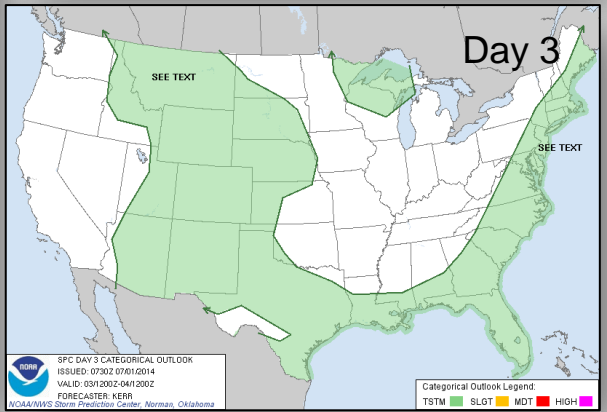 Day 3
SEE TEXT
SEE TEXT
NOAA
SPC DAY 3 CATEGORICAL OUTLOOK
ISSUED: 0730Z 07/01/2014
VALID: 03/1200Z-04/1200Z
FORECASTER: KERR
NOAA/NWS Storm Prediction Center, Norman, Oklahoma
Categorical Outlook Legend:
TSTM SLGT MDT HIGH